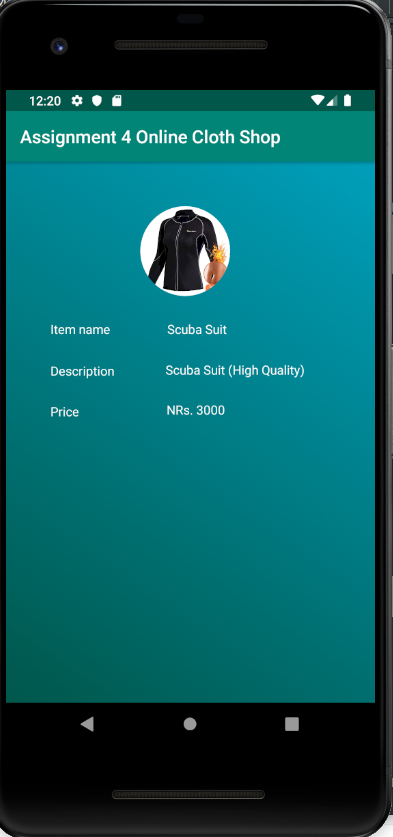 12:20
Assignment 4 Online Cloth Shop
Item name Scuba Suit
Description Scuba Suit (High Quality)
Price NRs. 3000